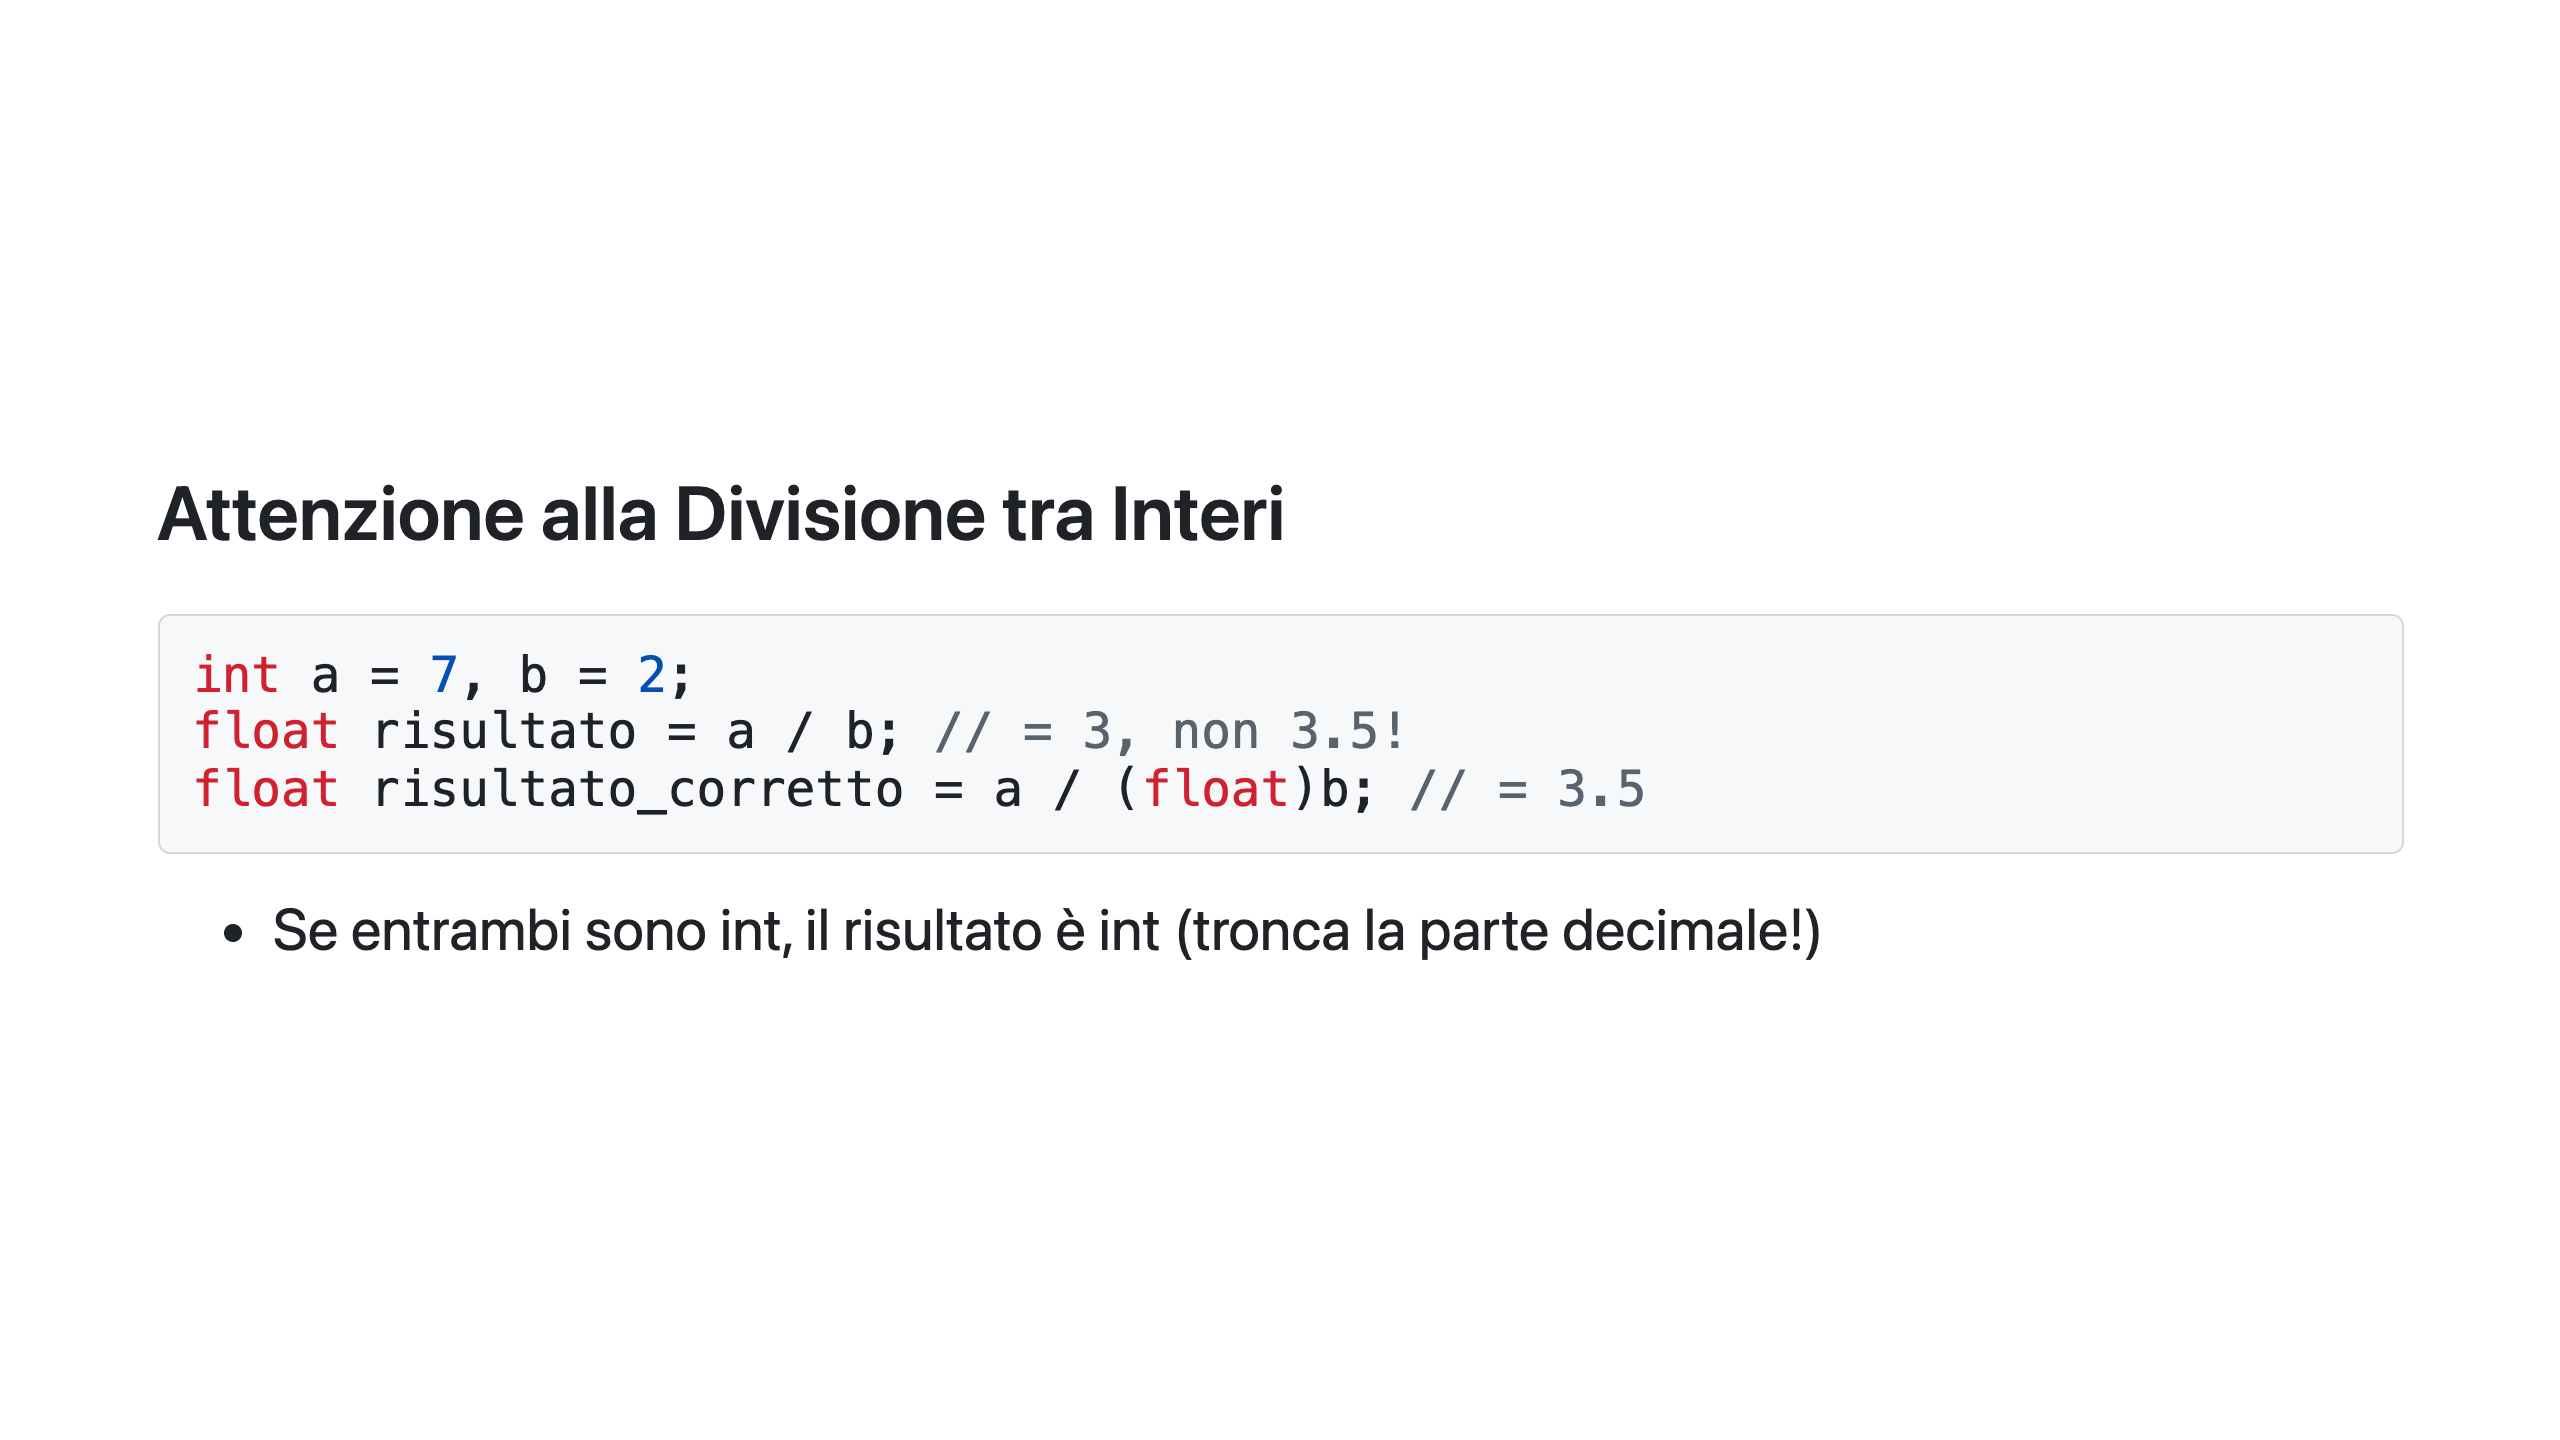 Attenzione alla Divisione tra Interi
int a = 7, b = 2;
float risultato = a / b; // = 3, non 3.5!
float risultato_corretto = a / (float)b; // = 3.5
• Se entrambi sono int, il risultato è int (tronca la parte decimale!)